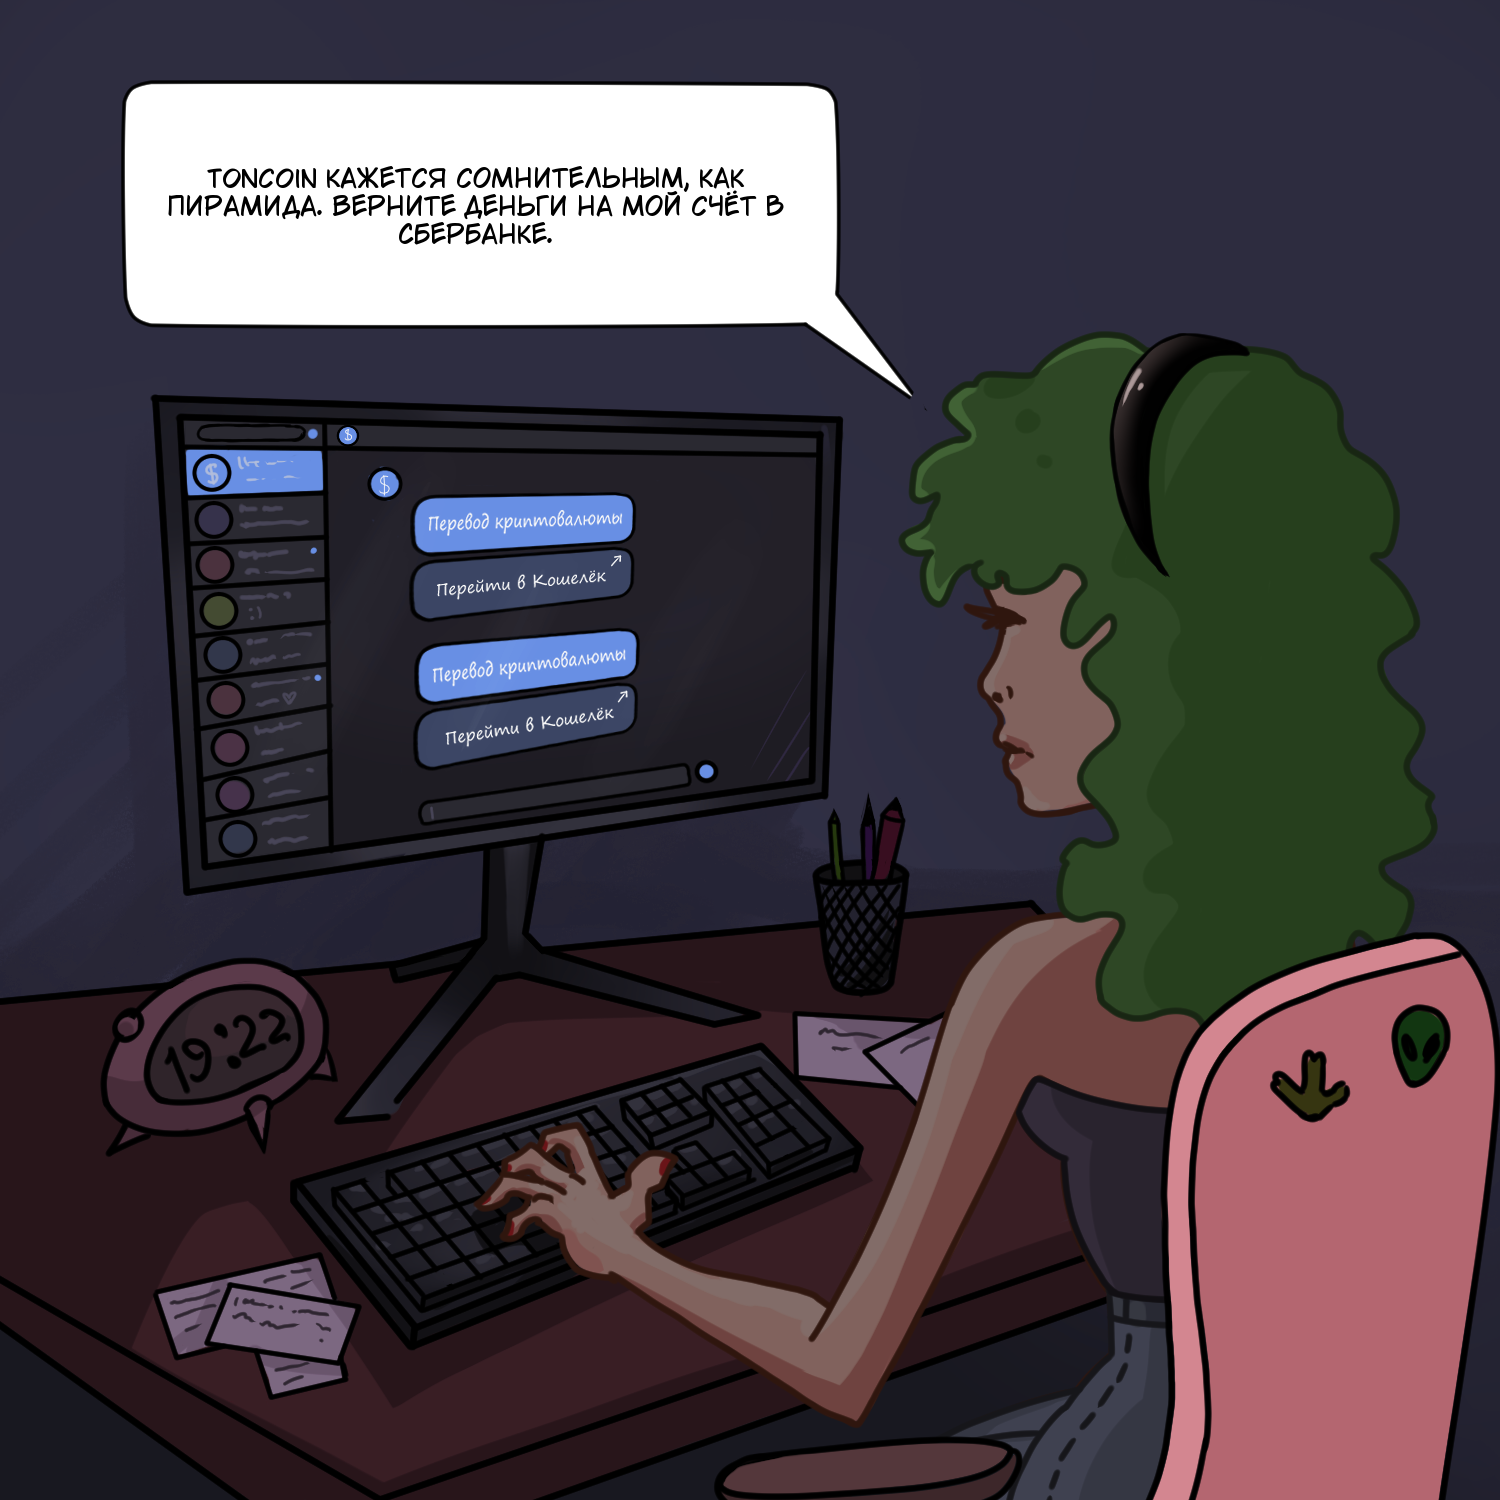 TONCOIN КАЖЕТСЯ СОМНИТЕЛЬНЫМ, КАК
ПИРАМИДА. ВЕРНИТЕ ДЕНЬГИ НА МОЙ СЧЁТ В
СБЕРБАНКЕ.
$
$
$
Перевод криптовалюты
Перейти в Кошелёк
:)
Перевод криптовалюты
Перейти в Кошелёк
19:22